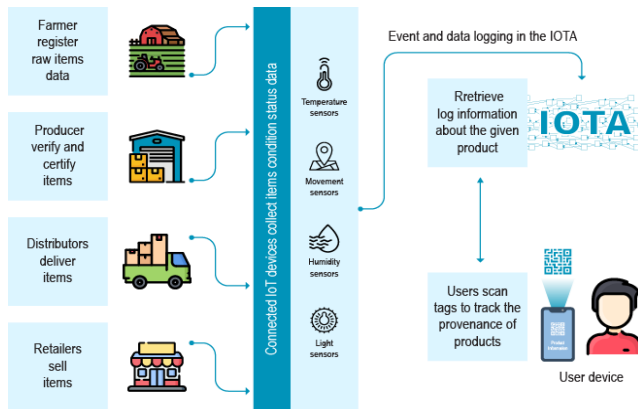 Farmer
register
raw items
data
Producer
verify and
certify
items
Distributors
deliver
items
Retailers
sell
items
Connected IoT devices collect items condition status data
Temperature
sensors
Movement
sensors
Humidity
sensors
Light
sensors
Event and data logging in the IOTA
Rretrieve
log information
about the given
product
IOTA
Users scan
tags to track the
provenance of
products
Product
Information
User device